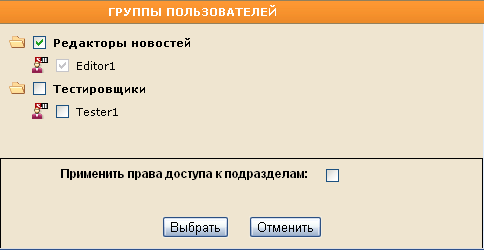 ГРУППЫ ПОЛЬЗОВАТЕЛЕЙ
Редакторы новостей
Editor1
Тестировщики
Tester1
Применить права доступа к подразделам:
Выбрать Отменить